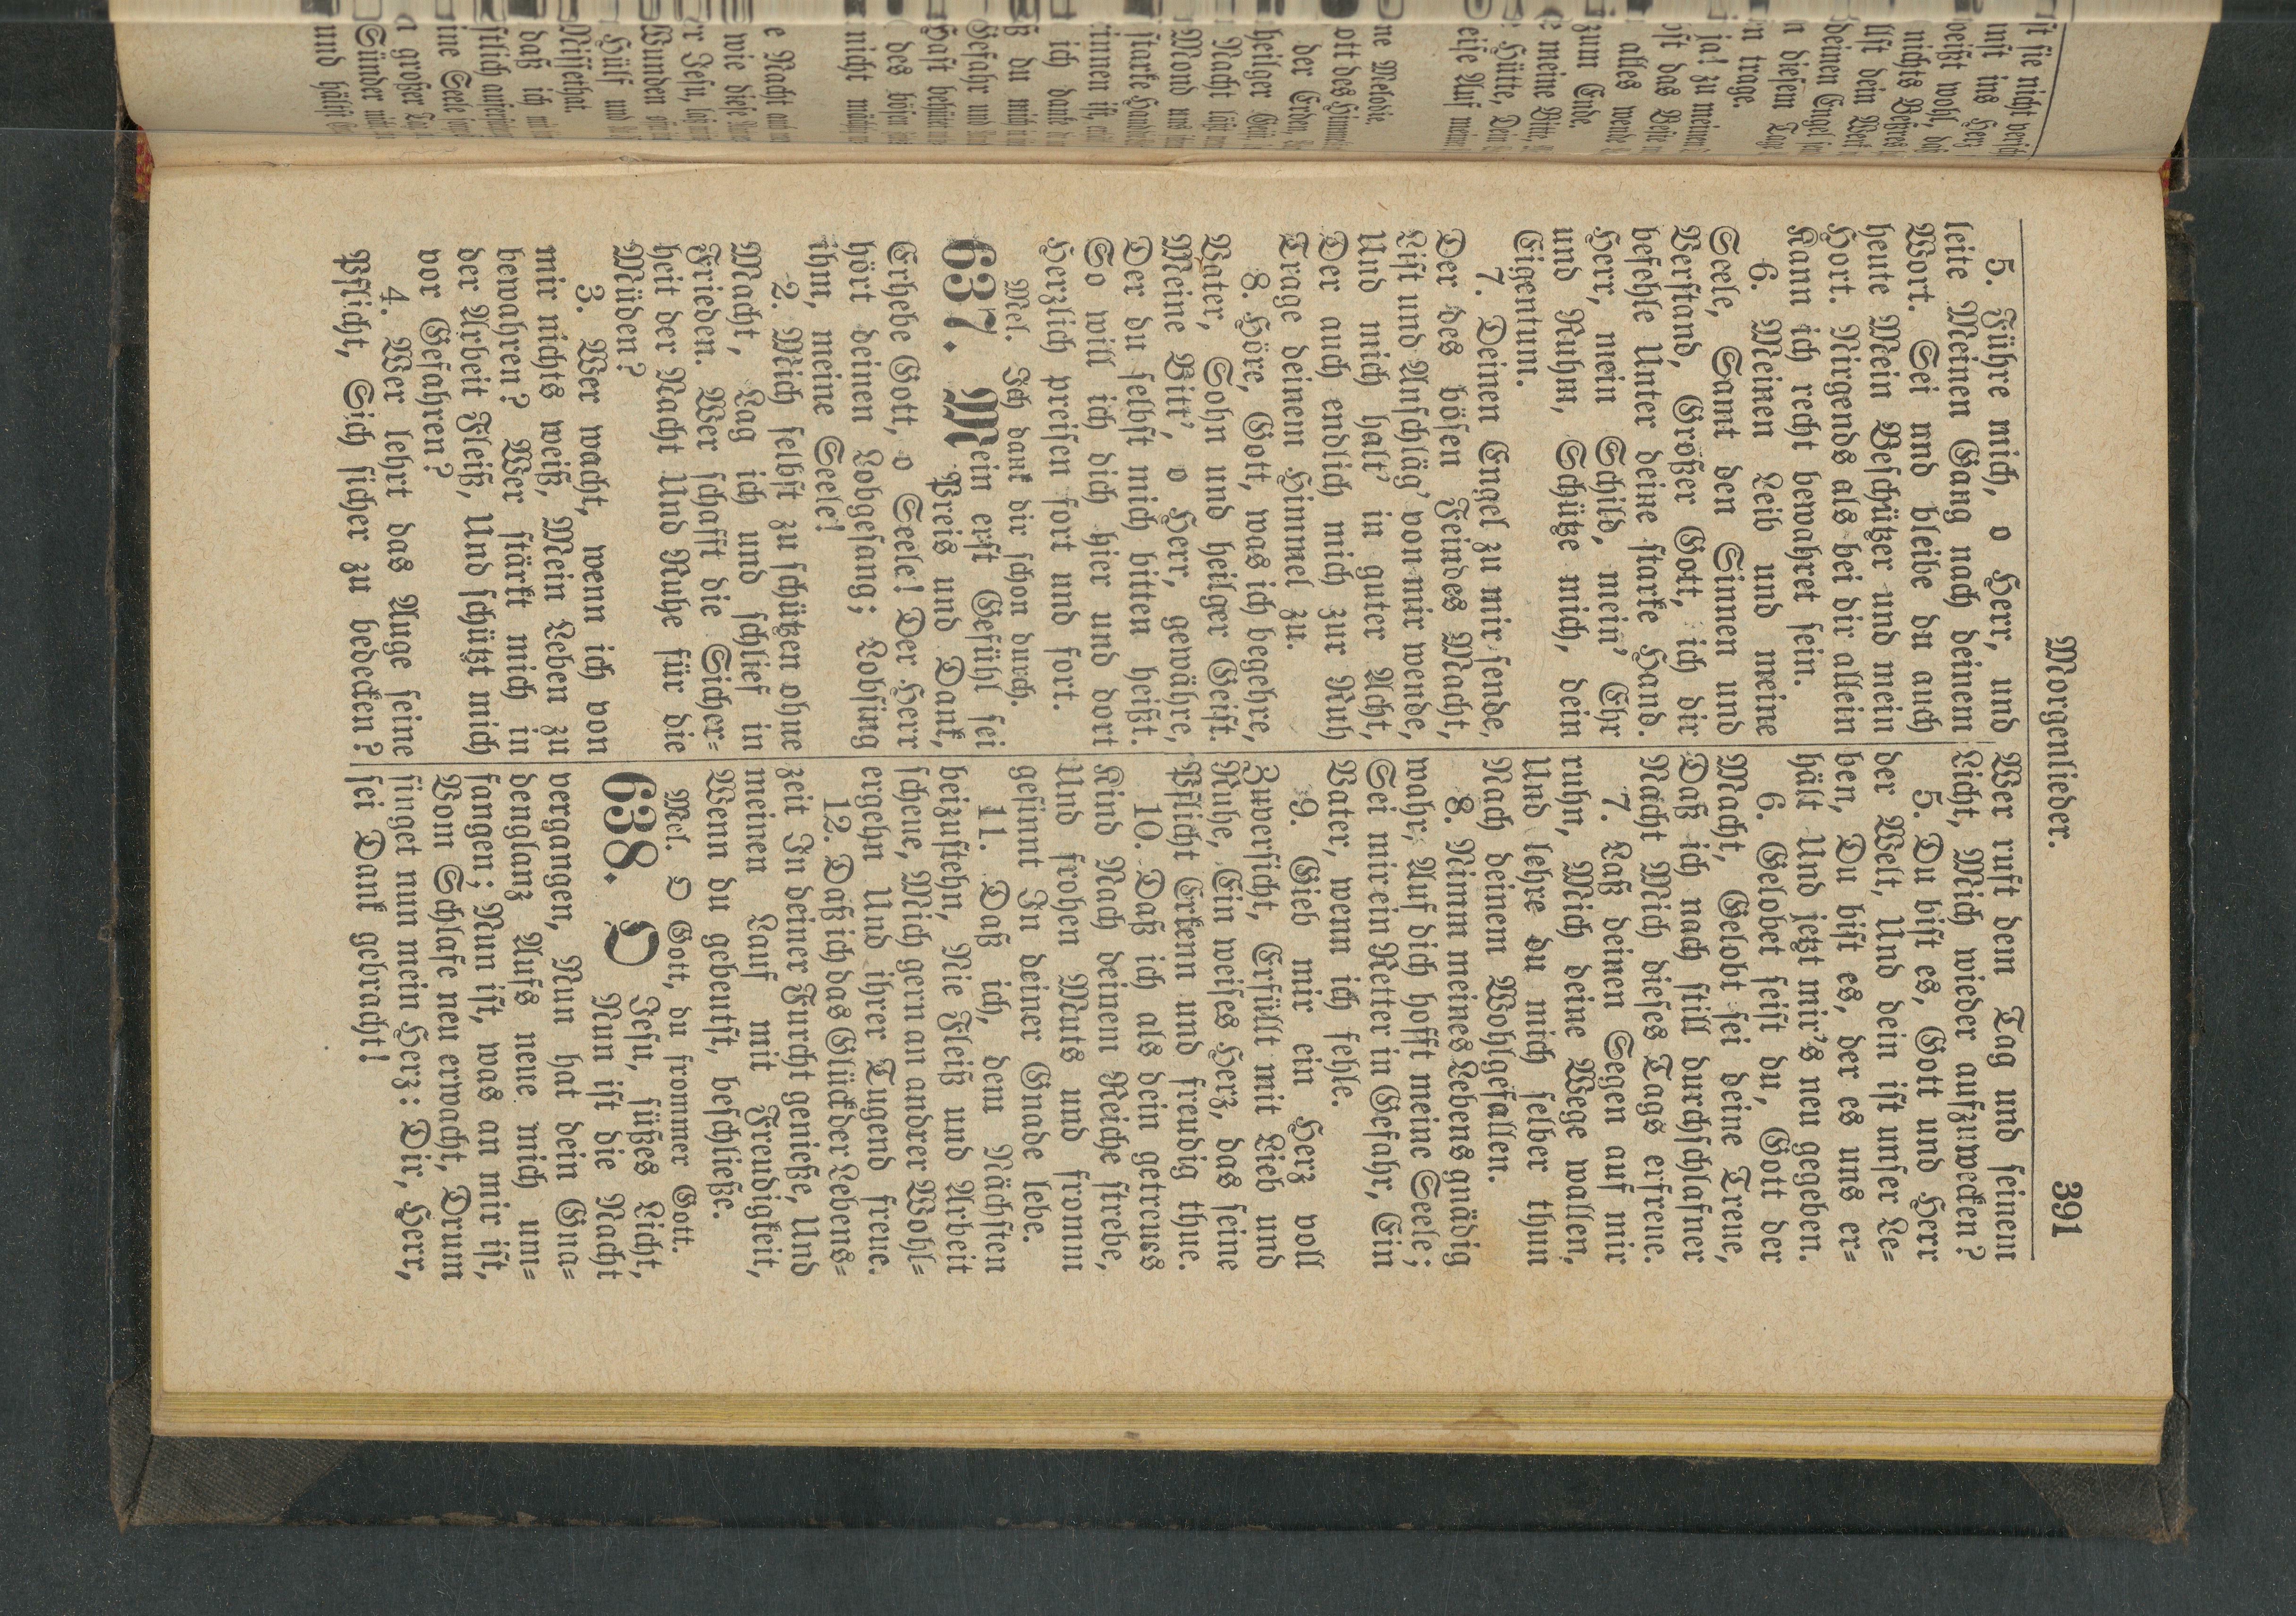 Morgenlieder. 391
5. Führe mich, o Herr, und
leite Meinen Gang nach deinem
Wort. Sei und bleibe du auch
heute Mein Beschützer und mein
Hort. Nirgends als bei dir allein
Kann ich recht bewahret sein.
6. Meinen Leib und meine
Seele, Samt den Sinnen und
Verstand, Großer Gott, ich dir
befehle Unter deine starke Hand.
Herr, mein Schild, mein' Ehr
und Ruhm, Schütze mich, dein
Eigentum.
7. Deinen Engel zu mir sende,
Der des bösen Feindes Macht,
List und Anschläg' von mir wende,
Und mich halt' in guter Acht,
Der auch endlich mich zur Ruh
Trage deinem Himmel zu.
8. Höre, Gott, was ich begehre,
Vater, Sohn und heilger Geist.
Meine Bitt', o Herr, gewähre,
Der du selbst mich bitten heißt.
So will ich dich hier und dort
Herzlich preisen fort und fort.
Mel. Ich dank dir schon durch.
637. Mein erst Gefühl sei
Preis und Dank,
Erhebe Gott, o Seele! Der Herr
hört deinen Lobgesang; Lobsing
ihm, meine Seele!
2. Mich selbst zu schützen ohne
Macht, Lag ich und schlief in
Frieden. Wer schafft die Sicher-
heit der Nacht Und Ruhe für die
Müden?
3. Wer wacht, wenn ich von
mir nichts weiß, Mein Leben zu
bewahren? Wer stärkt mich in
der Arbeit Fleiß, Und schützt mich
vor Gefahren?
4. Wer lehrt das Auge seine
Pflicht, Sich sicher zu bedecken?
Wer ruft dem Tag und seinem
Licht, Mich wieder aufzuwecken?
5. Du bist es, Gott und Herr
der Welt, Und dein ist unser Le-
ben, Du bist es, der es uns er-
hält Und jetzt mir's neu gegeben.
6. Gelobet seist du, Gott der
Macht, Gelobt sei deine Treue,
Daß ich nach still durchschlafner
Nacht Mich dieses Tags erfreue.
7. Laß deinen Segen auf mir
ruhn, Mich deine Wege wallen,
Und lehre du mich selber thun
Nach deinem Wohlgefallen.
8. Nimm meines Lebens gnädig
wahr; Auf dich hofft meine Seele;
Sei mir ein Retter in Gefahr, Ein
Vater, wenn ich fehle.
9. Gieb mir ein Herz voll
Zuversicht, Erfüllt mit Lieb und
Ruhe, Ein weises Herz, das seine
Pflicht Erkenn und freudig thue.
10. Daß ich als dein getreues
Kind Nach deinem Reiche strebe,
Und frohen Muts und fromm
gesinnt In deiner Gnade lebe.
11. Daß ich, dem Nächsten
beizustehn, Nie Fleiß und Arbeit
scheue, Mich gern an andrer Wohl-
ergehn Und ihrer Tugend freue.
12. Daß ich das Glück der Lebens-
zeit In deiner Furcht genieße, Und
meinen Lauf mit Freudigkeit,
Wenn du gebeutst, beschließe.
Mel. O Gott, du frommer Gott.
638. O Jesu, süßes Licht,
Nun ist die Nacht
vergangen, Nun hat dein Gna-
denglanz Aufs neue mich um-
fangen; Nun ist, was an mir ist,
Vom Schlafe neu erwacht, Drum
singet nun mein Herz: Dir, Herr,
sei Dank gebracht!